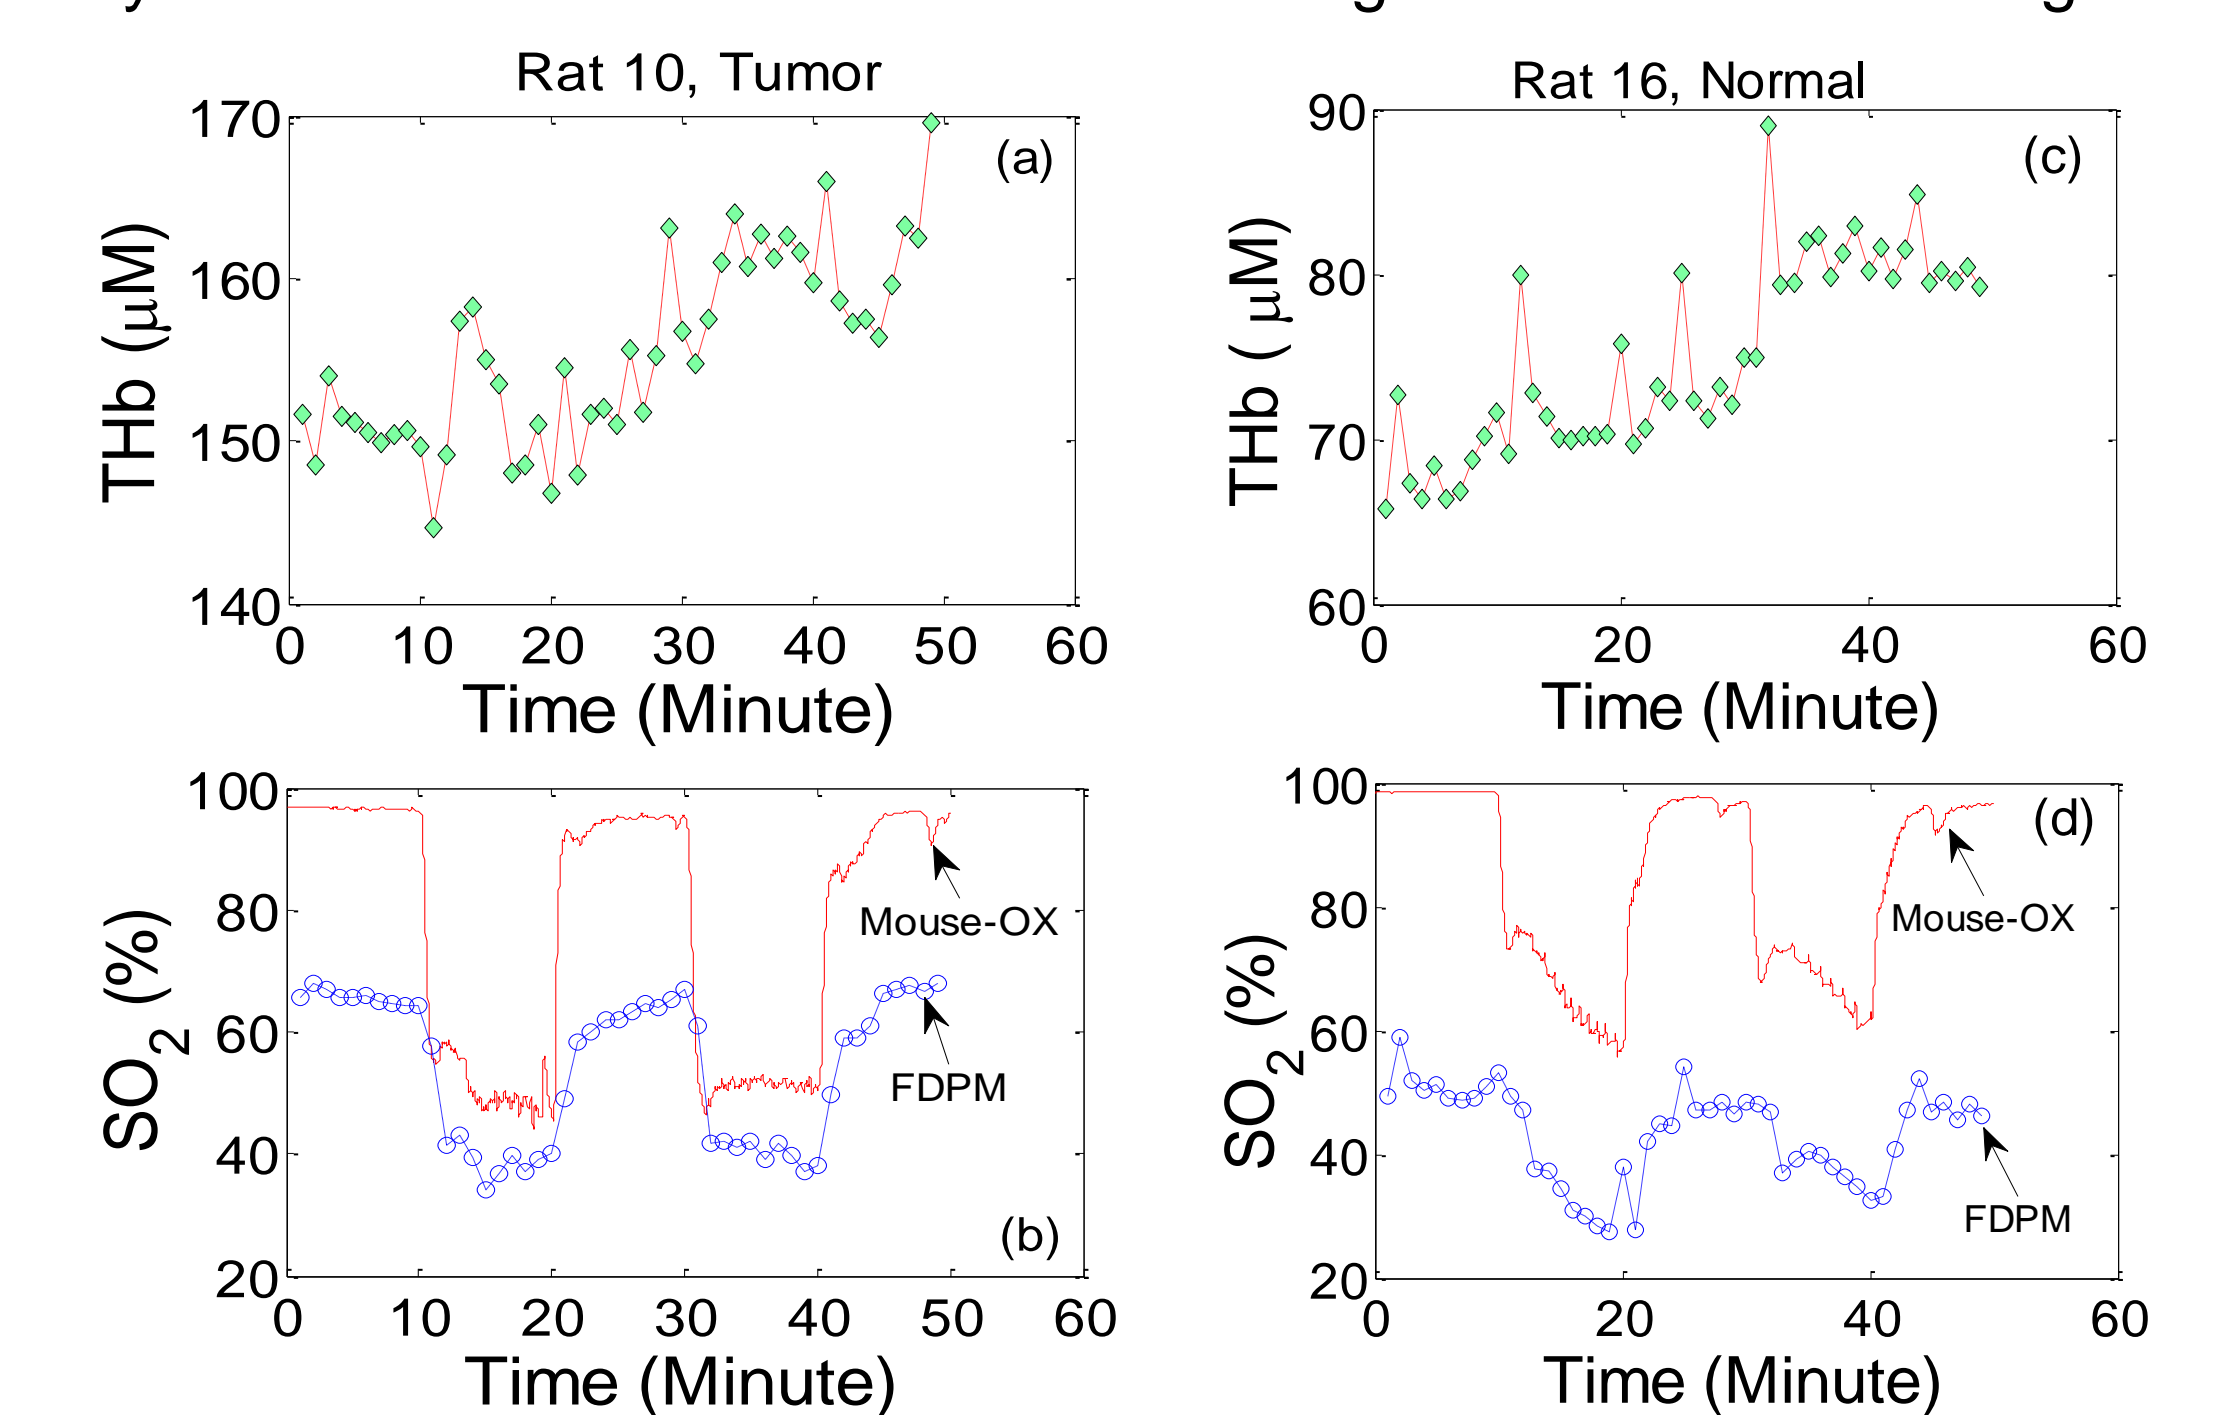 Rat 10, Tumor
170
160
150
140
THb (μM)
(a)
0 10 20 30 40 50 60
Time (Minute)
100
80
60
40
20
SO2 (%)
Mouse-OX
FDPM
(b)
0 10 20 30 40 50 60
Time (Minute)
Rat 16, Normal
90
80
70
60
THb ( μM)
(c)
0 20 40 60
Time (Minute)
100
80
60
40
20
SO2 (%)
(d)
Mouse-OX
FDPM
0 20 40 60
Time (Minute)